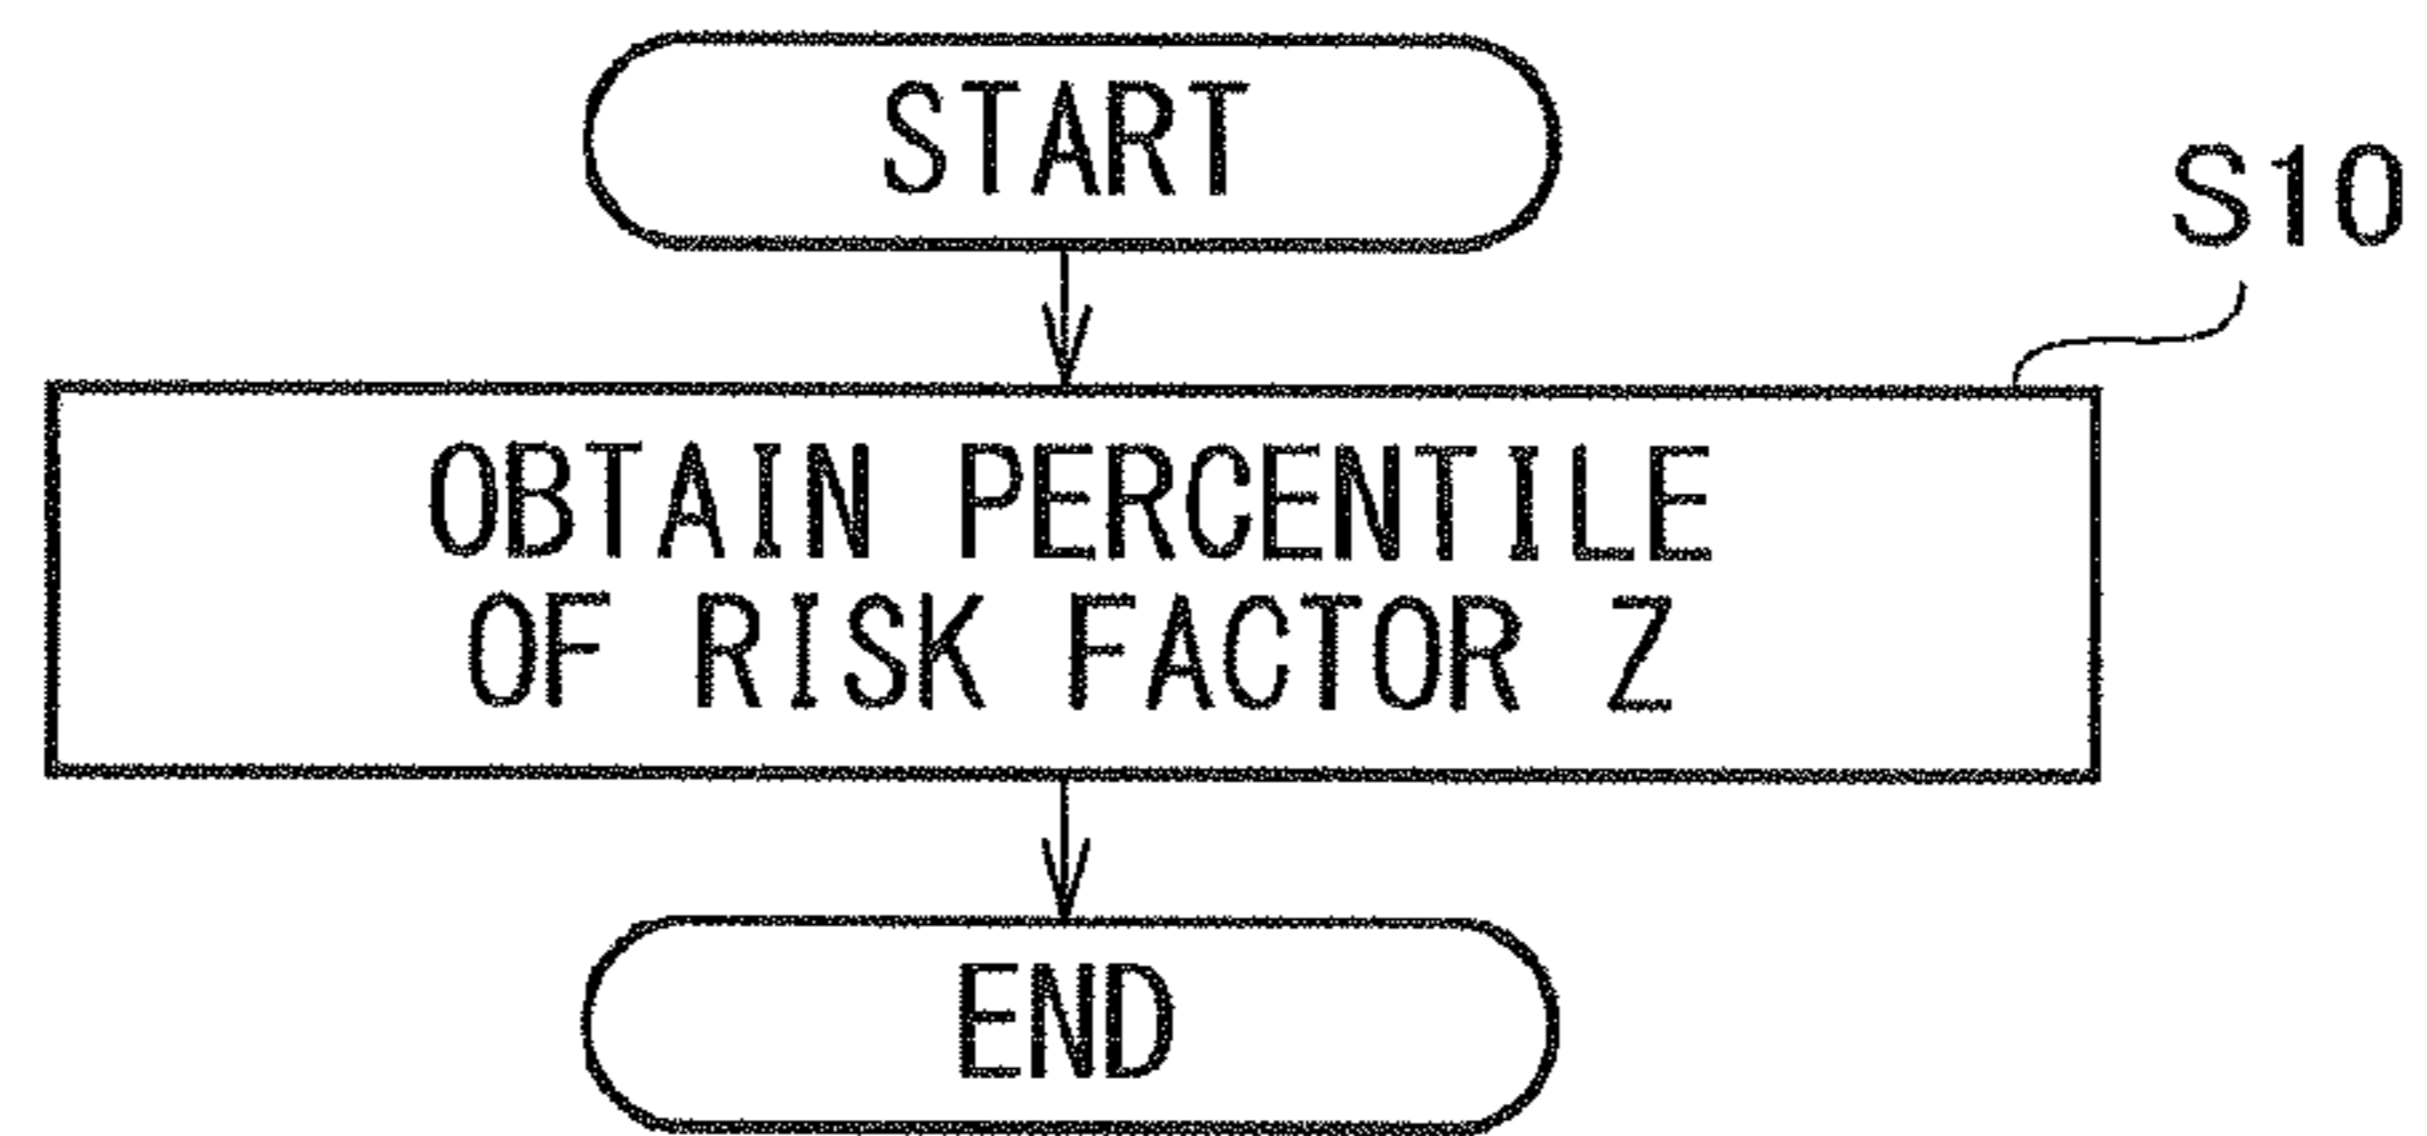 START
S10
OBTAIN PERCENTILE
OF RISK FACTOR Z
END